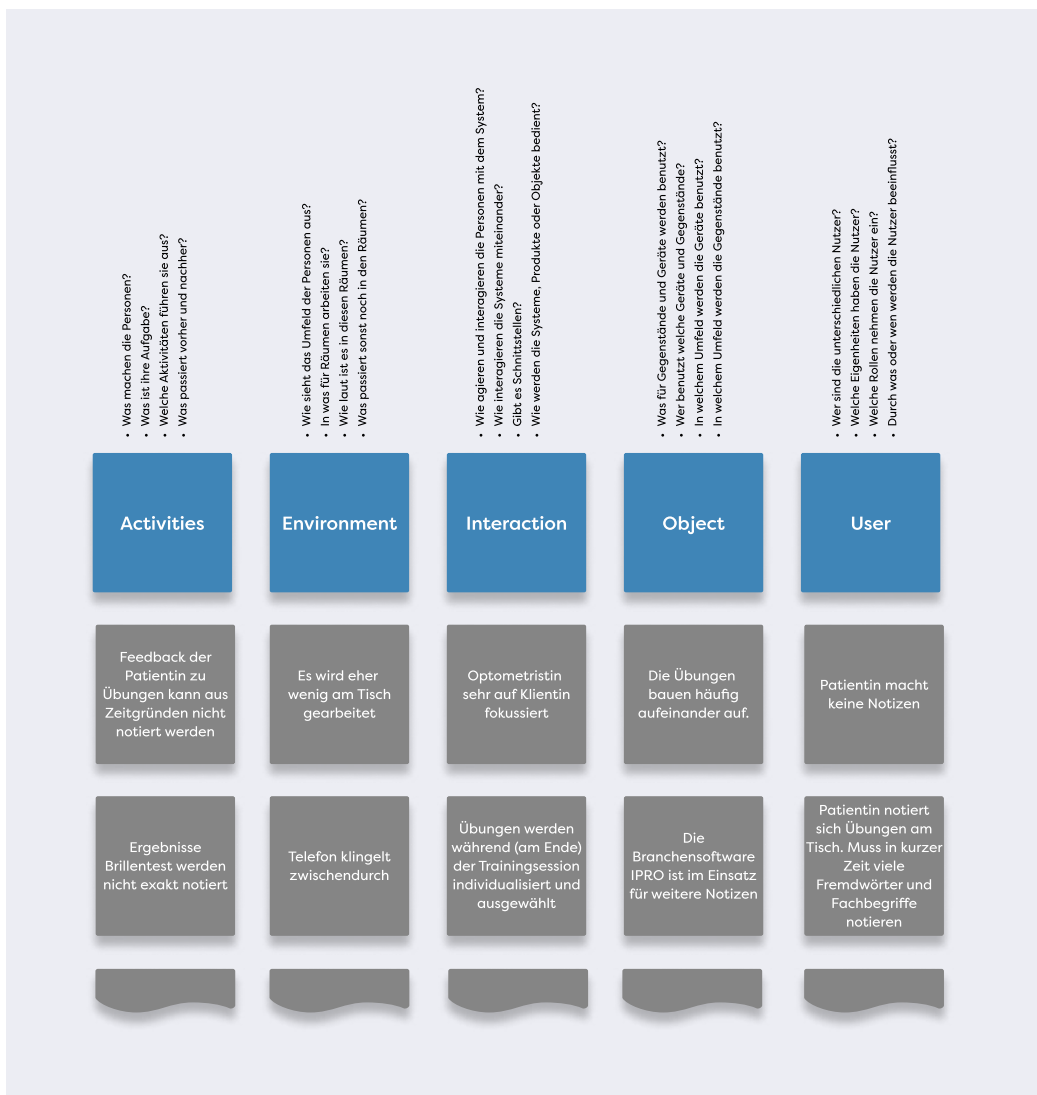 • Was machen die Personen?
• Was ist ihre Aufgabe?
• Welche Aktivitäten führen sie aus?
• Was passiert vorher und nachher?
• Wie sieht das Umfeld der Personen aus?
• In was für Räumen arbeiten sie?
• Wie laut ist es in diesen Räumen?
• Was passiert sonst noch in den Räumen?
• Wie agieren und interagieren die Personen mit dem System?
• Wie interagieren die Systeme miteinander?
• Gibt es Schnittstellen?
• Wie werden die Systeme, Produkte oder Objekte bedient?
• Was für Gegenstände und Geräte werden benutzt?
• Wer benutzt welche Geräte und Gegenstände?
• In welchem Umfeld werden die Geräte benutzt?
• In welchem Umfeld werden die Gegenstände benutzt?
• Wer sind die unterschiedlichen Nutzer?
• Welche Eigenheiten haben die Nutzer?
• Welche Rollen nehmen die Nutzer ein?
• Durch was oder wen werden die Nutzer beeinflusst?
Activities
Environment
Interaction
Object
User
Feedback der
Patientin zu
Übungen kann aus
Zeitgründen nicht
notiert werden
Es wird eher
wenig am Tisch
gearbeitet
Optometristin
sehr auf Klientin
fokussiert
Die Übungen
bauen häufig
aufeinander auf.
Patientin macht
keine Notizen
Ergebnisse
Brillentest werden
nicht exakt notiert
Telefon klingelt
zwischendurch
Übungen werden
während (am Ende)
der Trainingsession
individualisiert und
ausgewählt
Die
Branchensoftware
IPRO ist im Einsatz
für weitere Notizen
Patientin notiert
sich Übungen am
Tisch. Muss in kurzer
Zeit viele
Fremdwörter und
Fachbegriffe
notieren